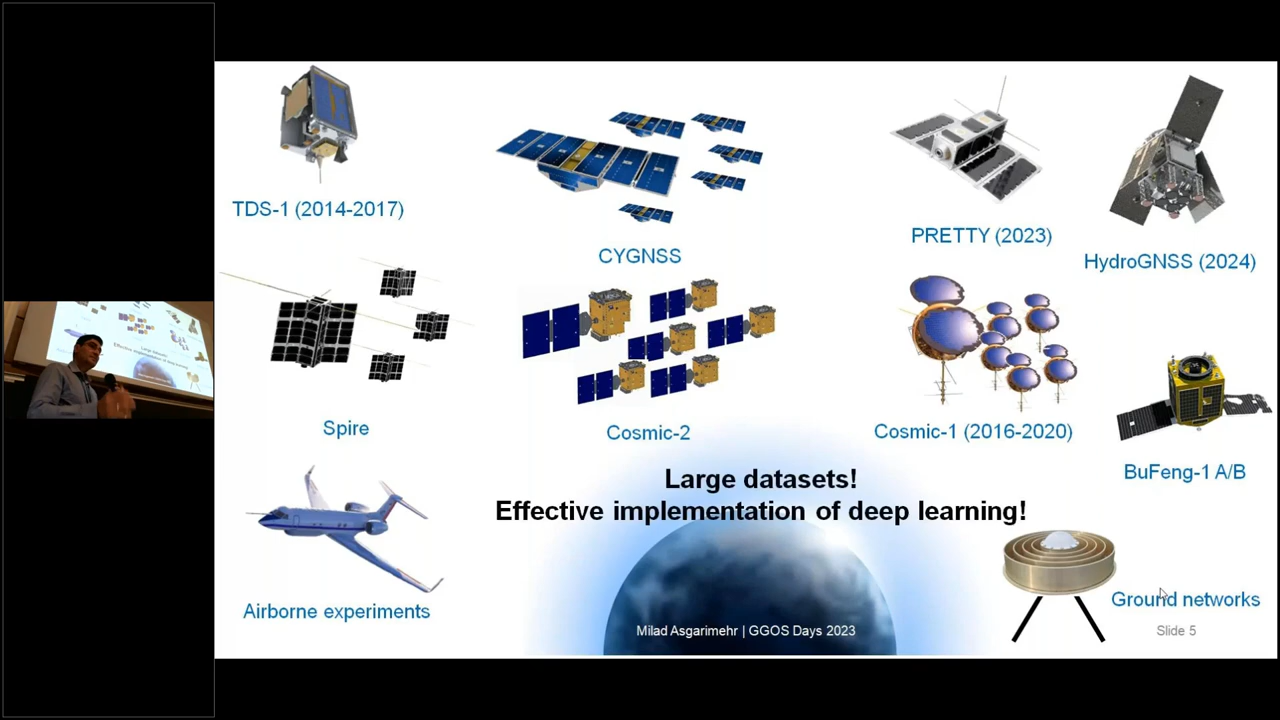 TDS-1 (2014-2017)
CYGNSS
PRETTY (2023)
HydroGNSS (2024)
Spire
Cosmic-2
Cosmic-1 (2016-2020)
BuFeng-1 A/B
Large datasets!
Effective implementation of deep learning!
Airborne experiments
Ground networks
Milad Asgarimehr | GGOS Days 2023
Slide 5